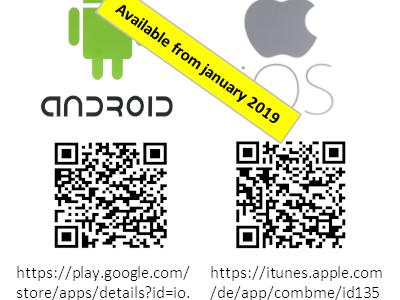 Available from january 2019
iOS
ANDROID
https://play.google.com/
store/apps/details?id=io.
https://itunes.apple.com
/de/app/combme/id135